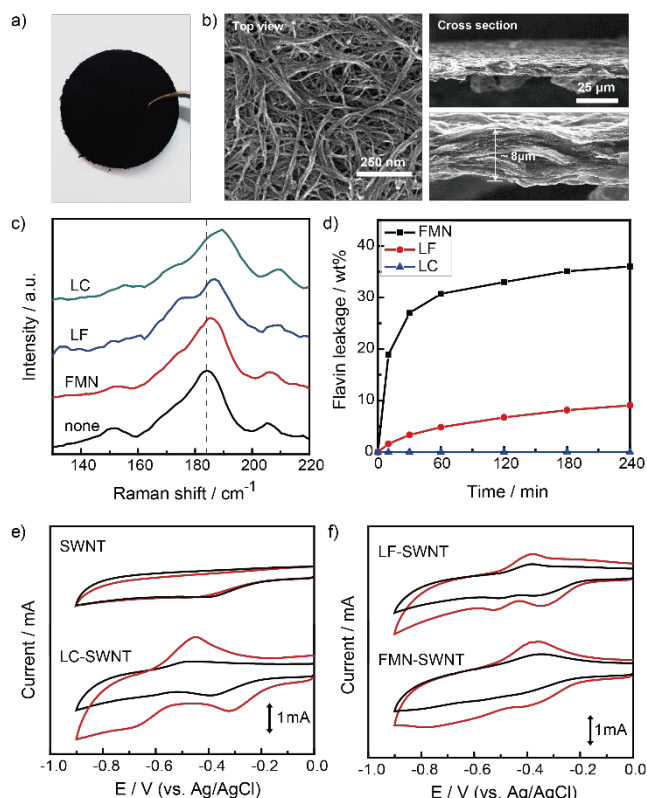 a)
b)
Top view
250 nm
Cross section
25 µm
~ 8µm
c)
LC
LF
FMN
none
Intensity / a.u.
140 160 180 200 220
Raman shift / cm-1
d)
FMN
LF
LC
Flavin leakage / wt%
40
30
20
10
0
0 60 120 180 240
Time / min
e)
SWNT
LC-SWNT
Current / mA
1mA
-1.0 -0.8 -0.6 -0.4 -0.2 0.0
E / V (vs. Ag/AgCl)
f)
LF-SWNT
FMN-SWNT
Current / mA
1mA
-1.0 -0.8 -0.6 -0.4 -0.2 0.0
E / V (vs. Ag/AgCl)